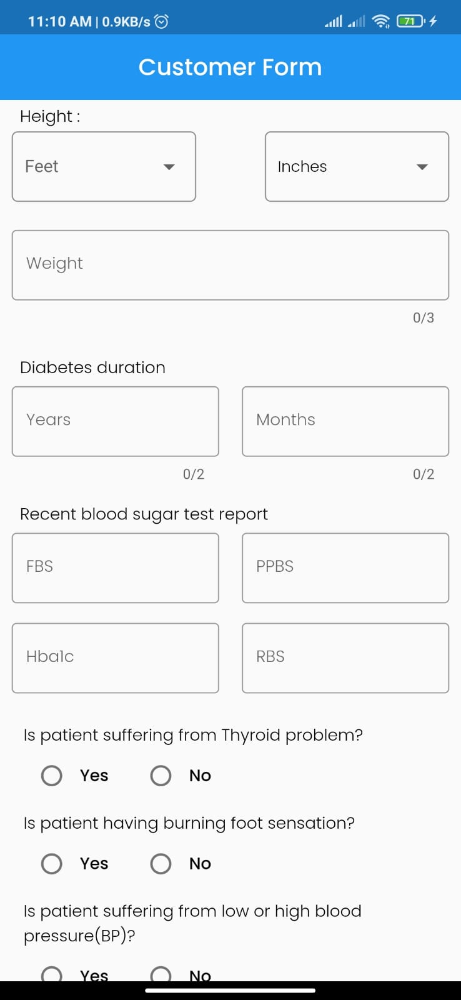 11:10 AM | 0.9KB/s
71
Customer Form
Height :
Feet
Inches
Weight
0/3
Diabetes duration
Years
Months
0/2
0/2
Recent blood sugar test report
FBS
PPBS
Hba1c
RBS
Is patient suffering from Thyroid problem?
Yes
No
Is patient having burning foot sensation?
Yes
No
Is patient suffering from low or high blood
pressure(BP)?
Yes
No